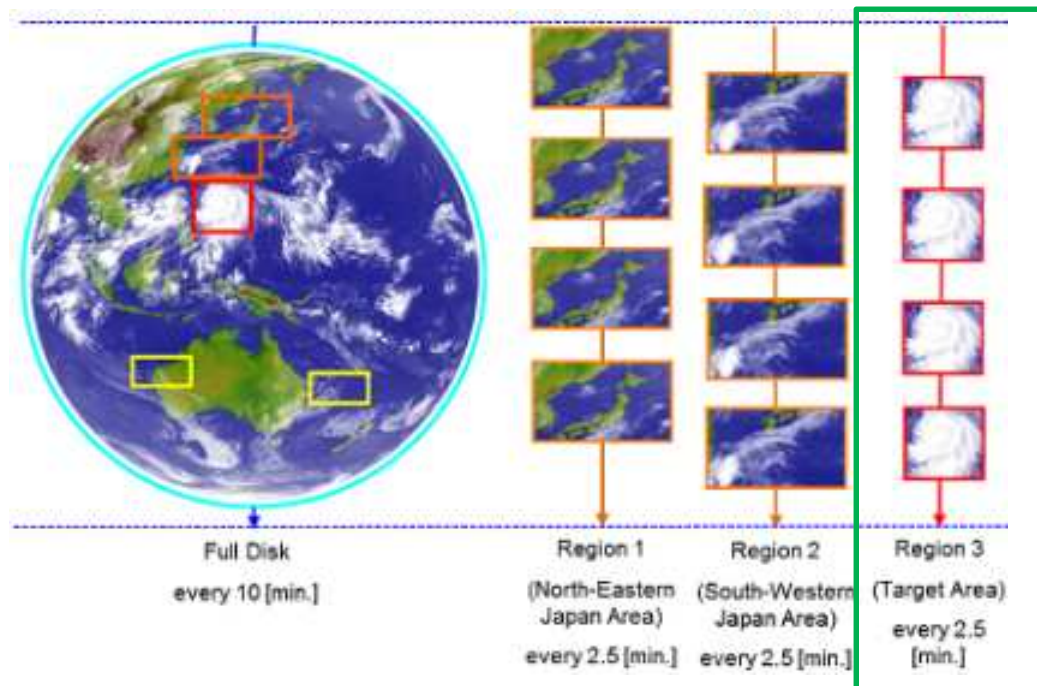 Full Disk
every 10 [min.]
Region 1
(North-Eastern
Japan Area)
every 2.5 [min.]
Region 2
(South-Western
Japan Area)
every 2.5 [min.]
Region 3
(Target Area)
every 2.5
[min.]